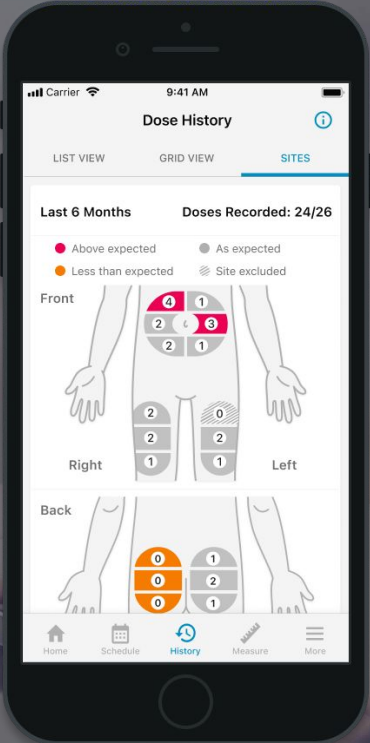 Carrier 9:41 AM
Dose History
LIST VIEW GRID VIEW SITES
Last 6 Months Doses Recorded: 24/26
Above expected As expected
Less than expected Site excluded
Front
4 1
2 3
2 1
2 0
2 2
1 1
Right Left
Back
0 1
0 2
0 1
Home Schedule History Measure More